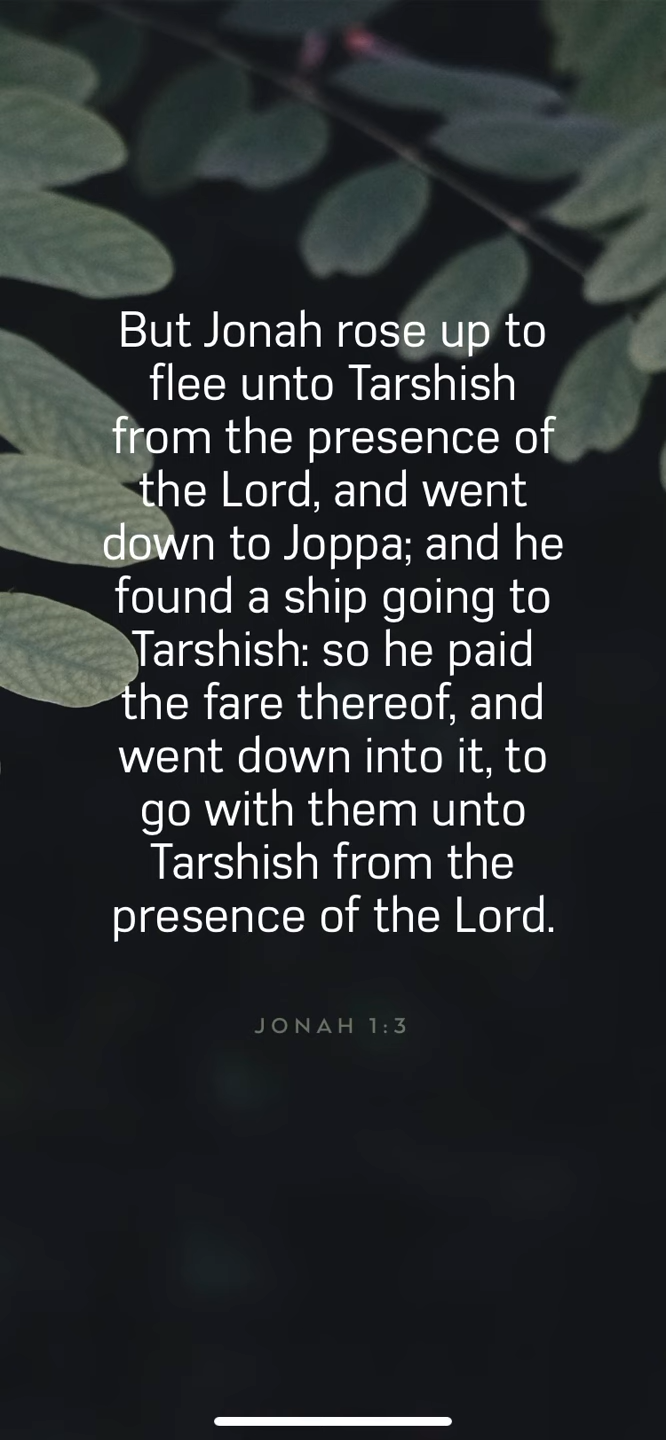 But Jonah rose up to
flee unto Tarshish
from the presence of
the Lord, and went
down to Joppa; and he
found a ship going to
Tarshish: so he paid
the fare thereof, and
went down into it, to
go with them unto
Tarshish from the
presence of the Lord.
JONAH 1:3